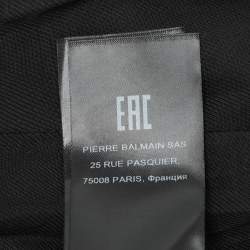 EAC
PIERRE BALMAIN SAS
25 RUE PASQUIER,
75008 PARIS, Франция